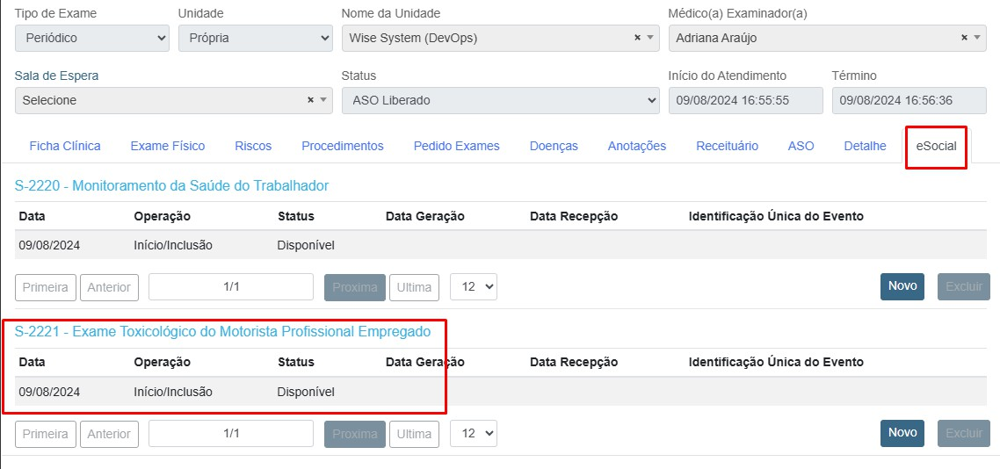 Tipo de Exame Unidade Nome da Unidade Médico(a) Examinador(a)
Periódico Própria Wise System (DevOps) × Adriana Araújo ×
Sala de Espera Status Início do Atendimento Término
Selecione × ASO Liberado 09/08/2024 16:55:55 09/08/2024 16:56:36
Ficha Clínica Exame Físico Riscos Procedimentos Pedido Exames Doenças Anotações Receituário ASO Detalhe eSocial
S-2220 - Monitoramento da Saúde do Trabalhador
Data Operação Status Data Geração Data Recepção Identificação Única do Evento
09/08/2024 Início/Inclusão Disponível
Primeira Anterior 1/1 Proxima Ultima 12 Novo Excluir
S-2221 - Exame Toxicológico do Motorista Profissional Empregado
Data Operação Status Data Geração Data Recepção Identificação Única do Evento
09/08/2024 Início/Inclusão Disponível
Primeira Anterior 1/1 Proxima Ultima 12 Novo Excluir